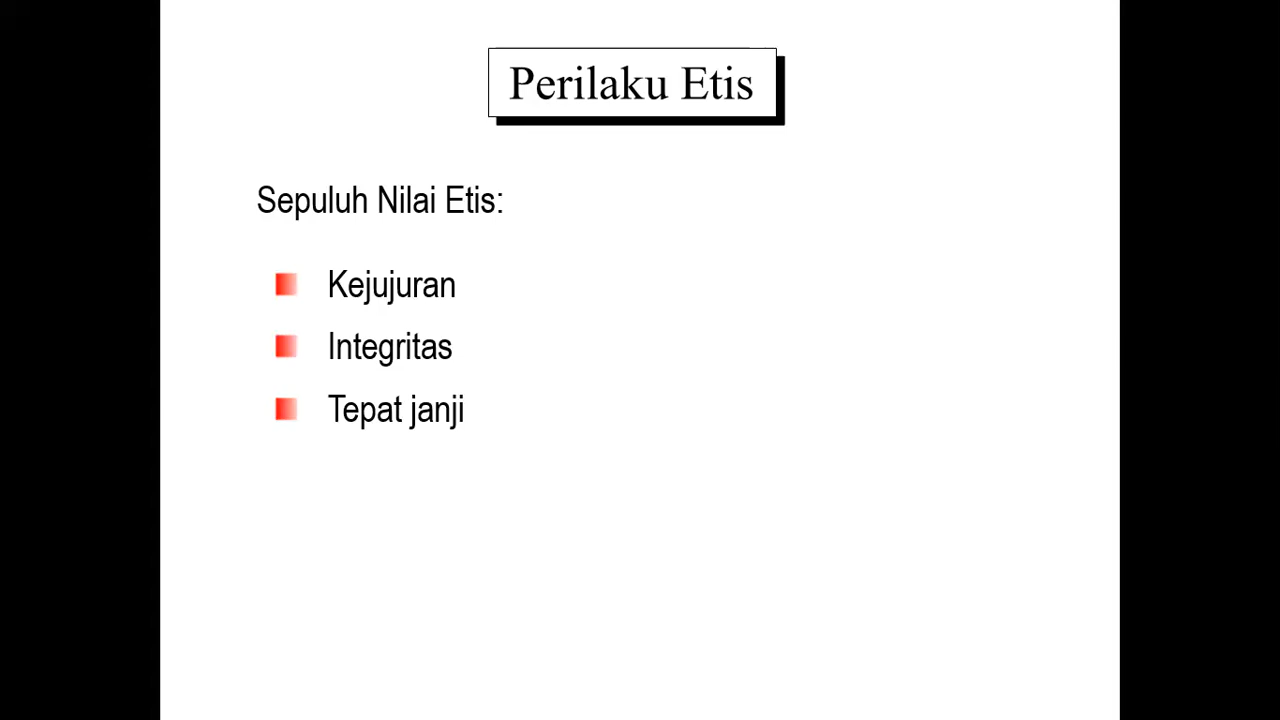 Perilaku Etis
Sepuluh Nilai Etis:
Kejujuran
Integritas
Tepat janji